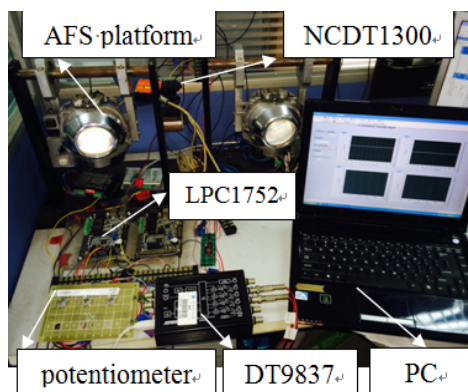 AFS platform
NCDT1300
LPC1752
potentiometer
DT9837
PC